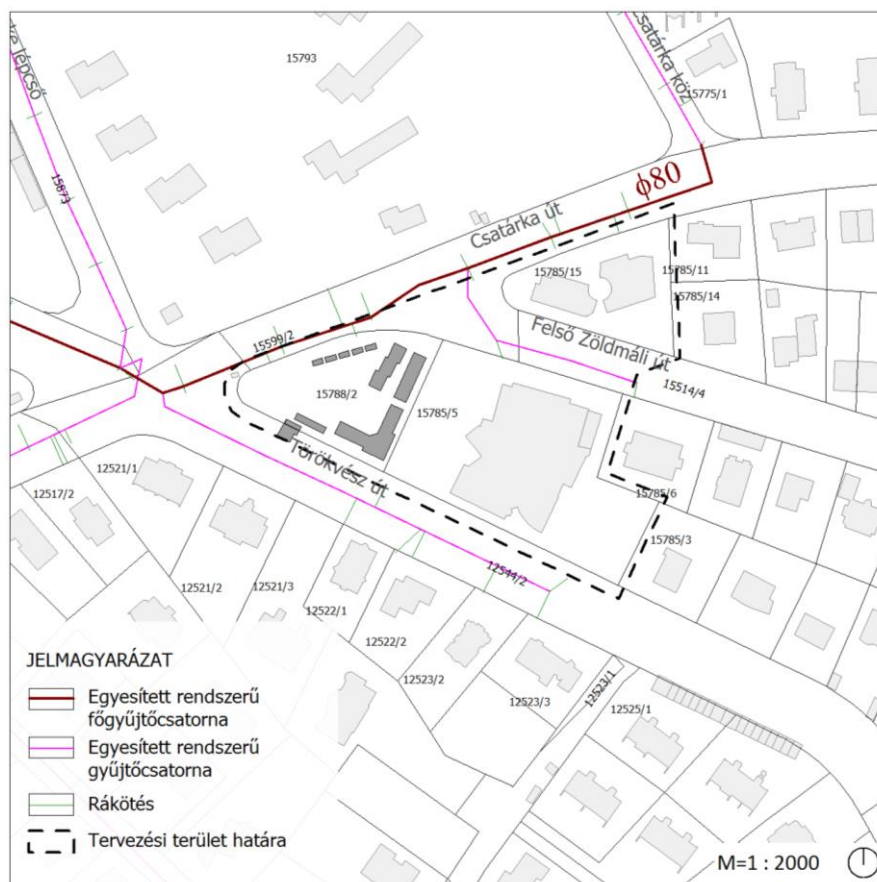 ke lépcső
15793
Csatárka köz
15775/1
15873
φ80
Csatárka út
15785/15
15785/11
15785/14
Felső Zöldmáli út
15599/2
15514/4
15788/2
15785/5
Törökvész út
15785/6
15785/3
12521/1
12517/2
12521/2
12521/3
12522/1
12544/2
12522/2
12523/2
12523/3
12523/1
12525/1
JELMAGYARÁZAT
Egyesített rendszerű
főgyűjtőcsatorna
Egyesített rendszerű
gyűjtőcsatorna
Rákötés
Tervezési terület határa
M=1 : 2000